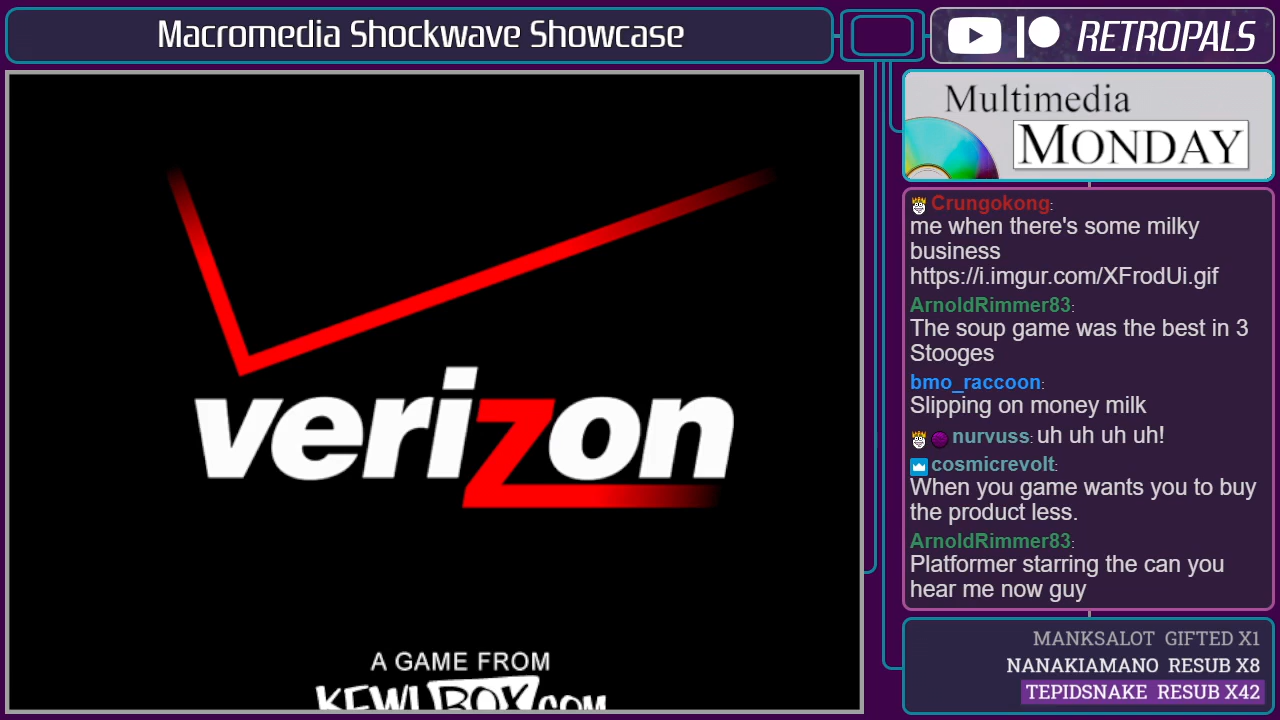 Macromedia Shockwave Showcase
RETROPALS
Multimedia
MONDAY
verizon
A GAME FROM
KEWLBOX.COM
Crungokong:
me when there's some milky
business
https://i.imgur.com/XFrodUi.gif
ArnoldRimmer83:
The soup game was the best in 3
Stooges
bmo_raccoon:
Slipping on money milk
nurvuss: uh uh uh uh!
cosmicrevolt:
When you game wants you to buy
the product less.
ArnoldRimmer83:
Platformer starring the can you
hear me now guy
MANKSALOT GIFTED X1
NANAKIAMANO RESUB X8
TEPIDSNAKE RESUB X42